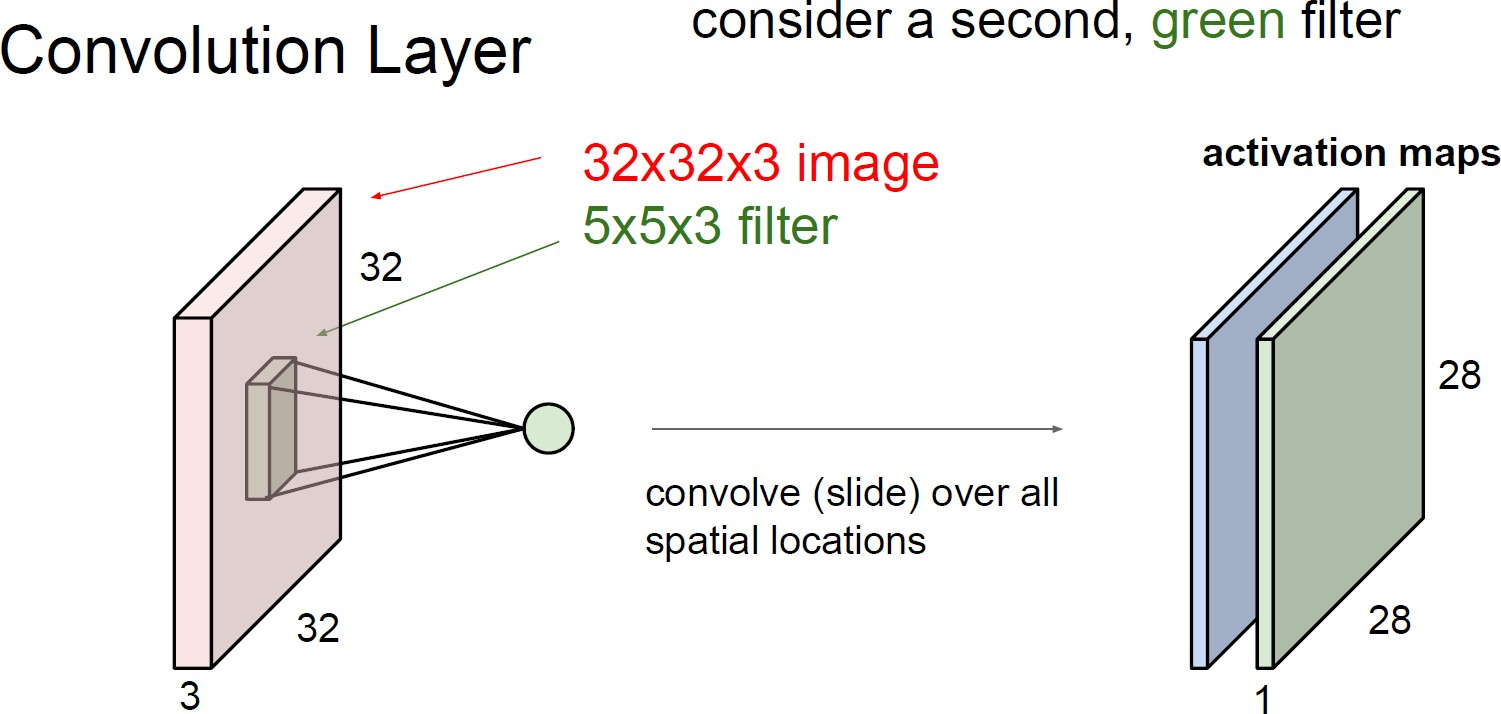 Convolution Layer
consider a second, green filter
32x32x3 image
5x5x3 filter
32
32
3
convolve (slide) over all
spatial locations
activation maps
28
28
1